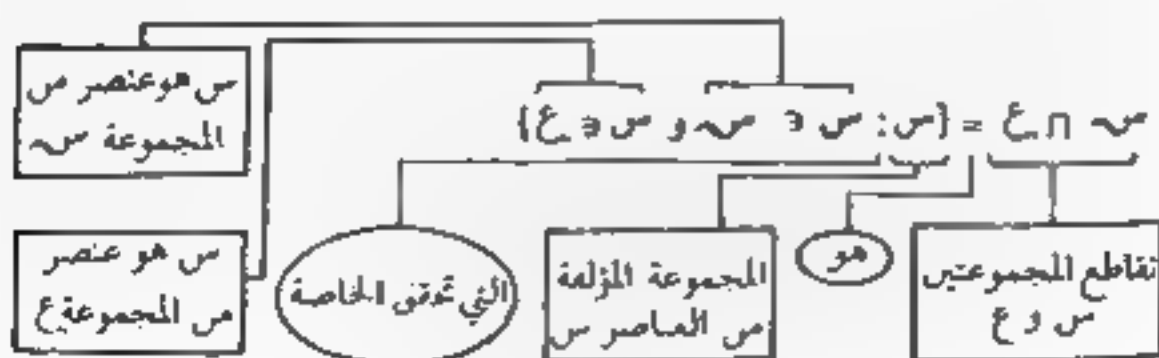 س هو عنصر من
المجموعة س
س ∩ ع = {س : س ∋ س و س ∋ ع}
تقاطع المجموعتين
س و ع
هو
المجموعة المؤلفة
من العناصر س
التي تحقق الخاصة
س هو عنصر
من المجموعة ع